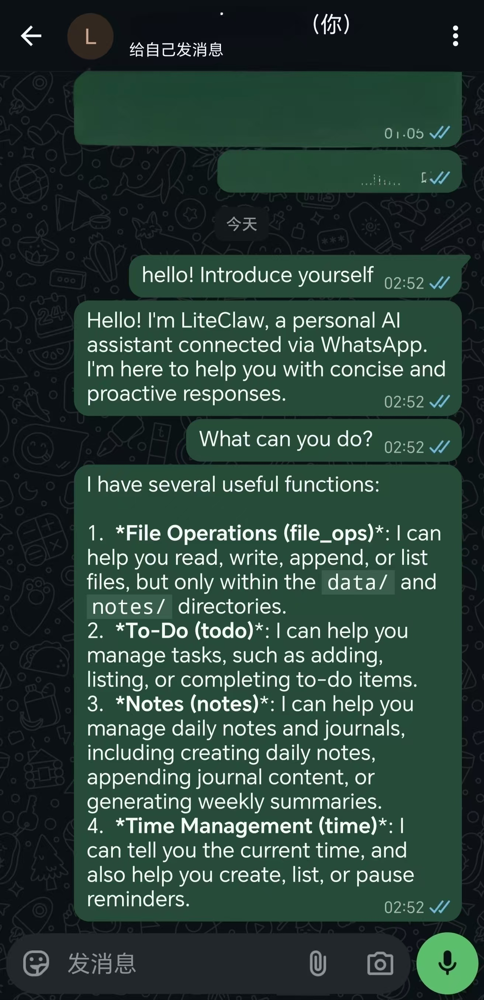 L
(你)
给自己发消息
今天
hello! Introduce yourself 02:52
Hello! I'm LiteClaw, a personal AI
assistant connected via WhatsApp.
I'm here to help you with concise and
proactive responses. 02:52
What can you do? 02:52
I have several useful functions:
1. *File Operations (file_ops)*: I can
help you read, write, append, or list
files, but only within the data/ and
notes/ directories.
2. *To-Do (todo)*: I can help you
manage tasks, such as adding,
listing, or completing to-do items.
3. *Notes (notes)*: I can help you
manage daily notes and journals,
including creating daily notes,
appending journal content, or
generating weekly summaries.
4. *Time Management (time)*: I
can tell you the current time, and
also help you create, list, or pause
reminders. 02:52
发消息